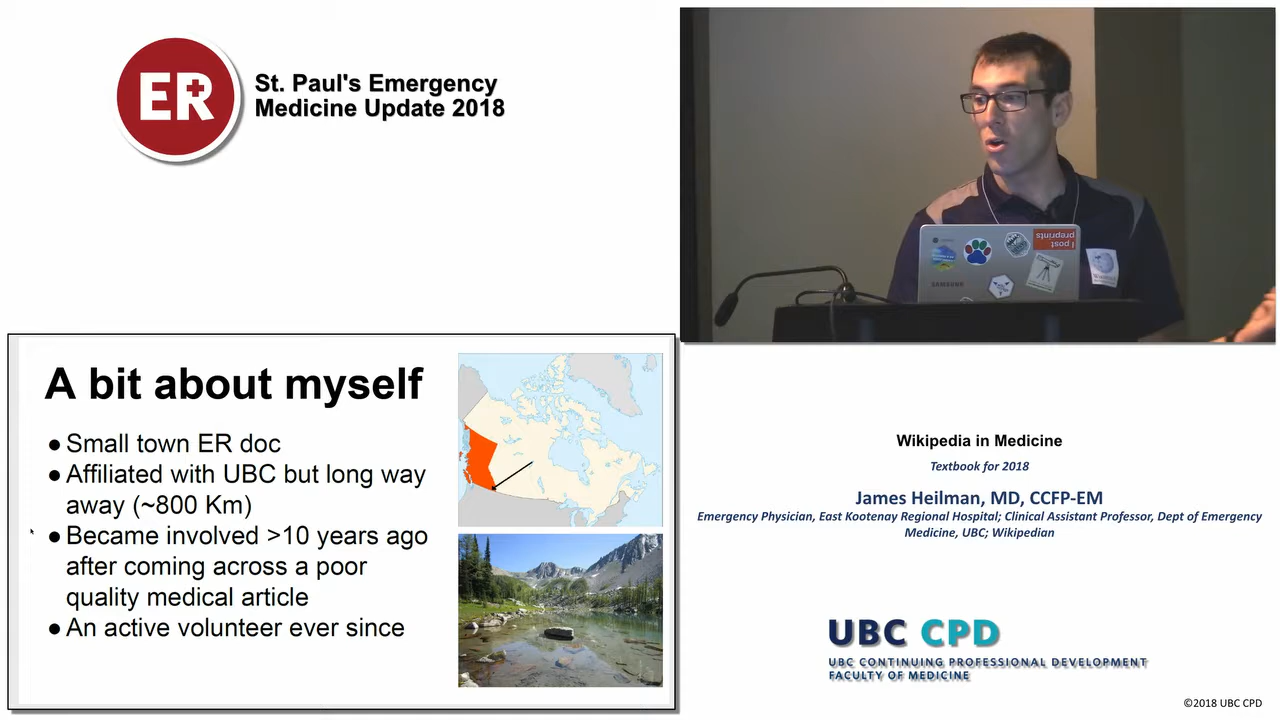 ER
St. Paul's Emergency
Medicine Update 2018
I post
preprints
SAMSUNG
A bit about myself
● Small town ER doc
● Affiliated with UBC but long way
away (~800 Km)
● Became involved >10 years ago
after coming across a poor
quality medical article
● An active volunteer ever since
Wikipedia in Medicine
Textbook for 2018
James Heilman, MD, CCFP-EM
Emergency Physician, East Kootenay Regional Hospital; Clinical Assistant Professor, Dept of Emergency
Medicine, UBC; Wikipedian
UBC CPD
UBC CONTINUING PROFESSIONAL DEVELOPMENT
FACULTY OF MEDICINE
©2018 UBC CPD